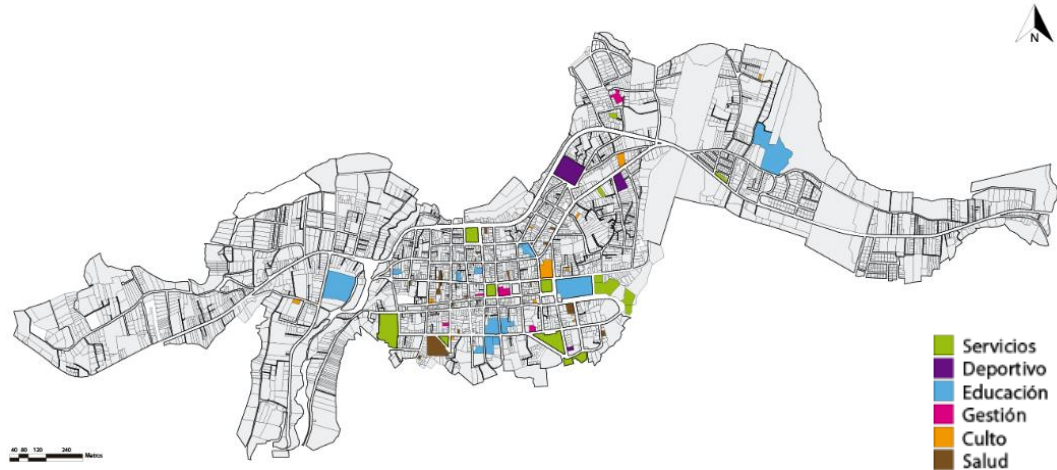 N
Servicios
Deportivo
Educación
Gestión
Culto
Salud
40 80 120 240 Metros